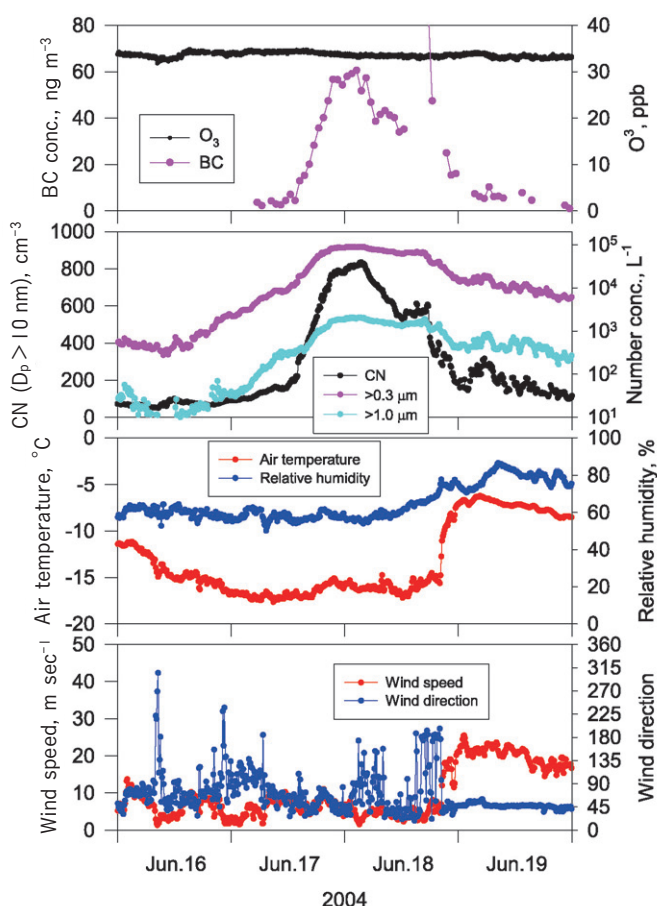 BC conc., ng m⁻³
80
60
40
20
0
O₃
BC
40
30
20
10
0
O³, ppb
CN (Dₚ > 10 nm), cm⁻³
1000
800
600
400
200
0
CN
>0.3 μm
>1.0 μm
10⁵
10⁴
10³
10²
10¹
Number conc., L⁻¹
Air temperature, °C
0
-5
-10
-15
-20
Air temperature
Relative humidity
100
80
60
40
20
0
Relative humidity, %
Wind speed, m sec⁻¹
50
40
30
20
10
0
Wind speed
Wind direction
360
315
270
225
180
135
90
45
0
Wind direction
Jun.16 Jun.17 Jun.18 Jun.19
2004